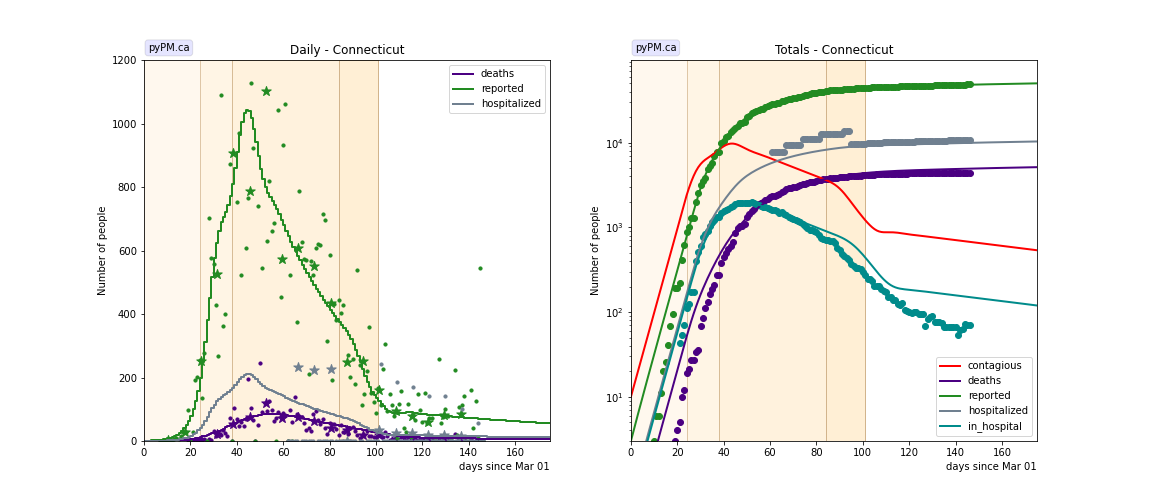 pyPM.ca
Daily - Connecticut
Number of people
1200
1000
800
600
400
200
0
0 20 40 60 80 100 120 140 160
days since Mar 01
deaths
reported
hospitalized
pyPM.ca
Totals - Connecticut
Number of people
10^4
10^3
10^2
10^1
0 20 40 60 80 100 120 140 160
days since Mar 01
contagious
deaths
reported
hospitalized
in_hospital